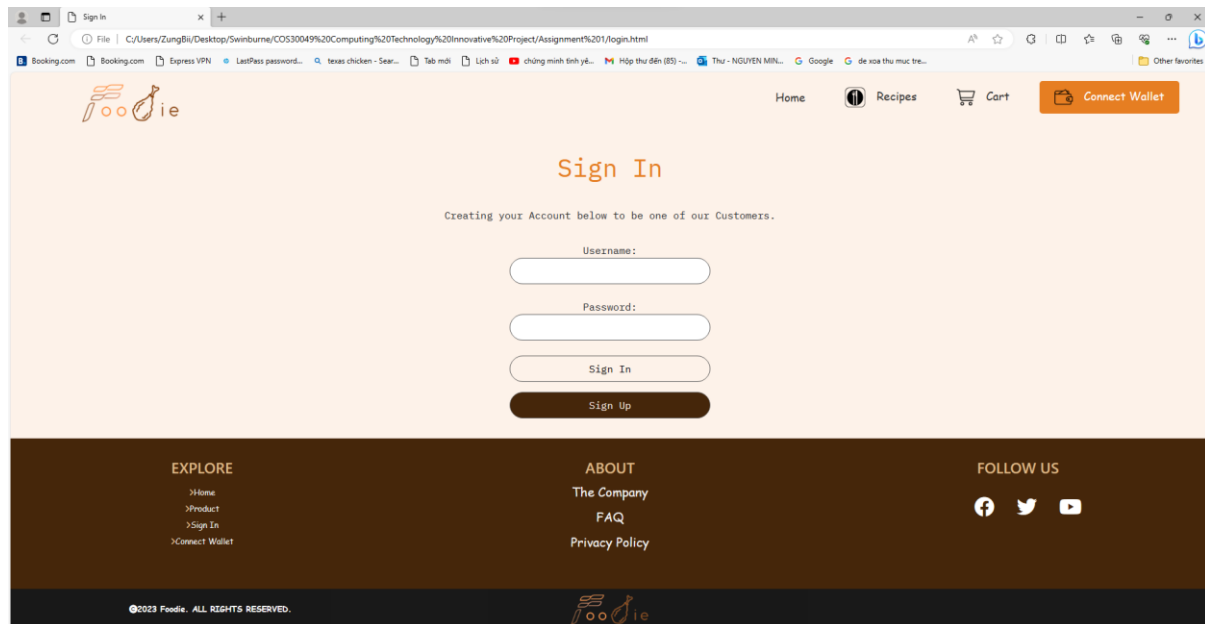 Sign In
File | C:/Users/ZungBii/Desktop/Swinburne/COS30049%20Computing%20Technology%20Innovative%20Project/Assignment%201/login.html
Booking.com Booking.com Express VPN LastPass password... texas chicken - Sear... Tab mới Lịch sử chứng minh tình yê... Hộp thư đến (85) -... Thư - NGUYEN MIN... Google de xoa thu muc tre... Other favorites
Foodie Home Recipes Cart Connect Wallet
Sign In
Creating your Account below to be one of our Customers.
Username:
Password:
Sign In
Sign Up
EXPLORE
>Home
>Product
>Sign In
>Connect Wallet
ABOUT
The Company
FAQ
Privacy Policy
FOLLOW US
©2023 Foodie. ALL RIGHTS RESERVED.
Foodie